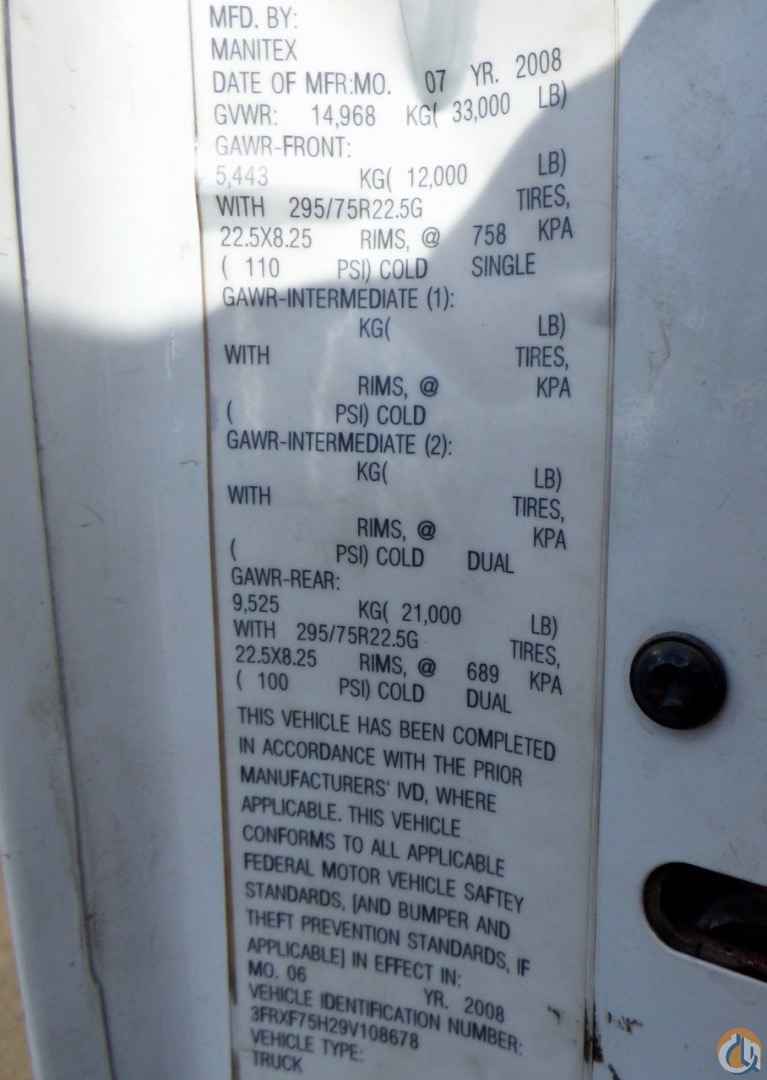 MFD. BY:
MANITEX
DATE OF MFR:MO. 07 YR. 2008
GVWR: 14,968 KG( 33,000 LB)
GAWR-FRONT:
5,443 KG( 12,000 LB)
WITH 295/75R22.5G TIRES,
22.5X8.25 RIMS, @ 758 KPA
( 110 PSI) COLD SINGLE
GAWR-INTERMEDIATE (1):
KG( LB)
WITH TIRES,
RIMS, @ KPA
( PSI) COLD
GAWR-INTERMEDIATE (2):
KG( LB)
WITH TIRES,
RIMS, @ KPA
( PSI) COLD DUAL
GAWR-REAR:
9,525 KG( 21,000 LB)
WITH 295/75R22.5G TIRES,
22.5X8.25 RIMS, @ 689 KPA
( 100 PSI) COLD DUAL
THIS VEHICLE HAS BEEN COMPLETED
IN ACCORDANCE WITH THE PRIOR
MANUFACTURERS' IVD, WHERE
APPLICABLE. THIS VEHICLE
CONFORMS TO ALL APPLICABLE
FEDERAL MOTOR VEHICLE SAFTEY
STANDARDS, [AND BUMPER AND
THEFT PREVENTION STANDARDS, IF
APPLICABLE] IN EFFECT IN:
MO. 06 YR. 2008
VEHICLE IDENTIFICATION NUMBER:
3FRXF75H29V108678
VEHICLE TYPE:
TRUCK